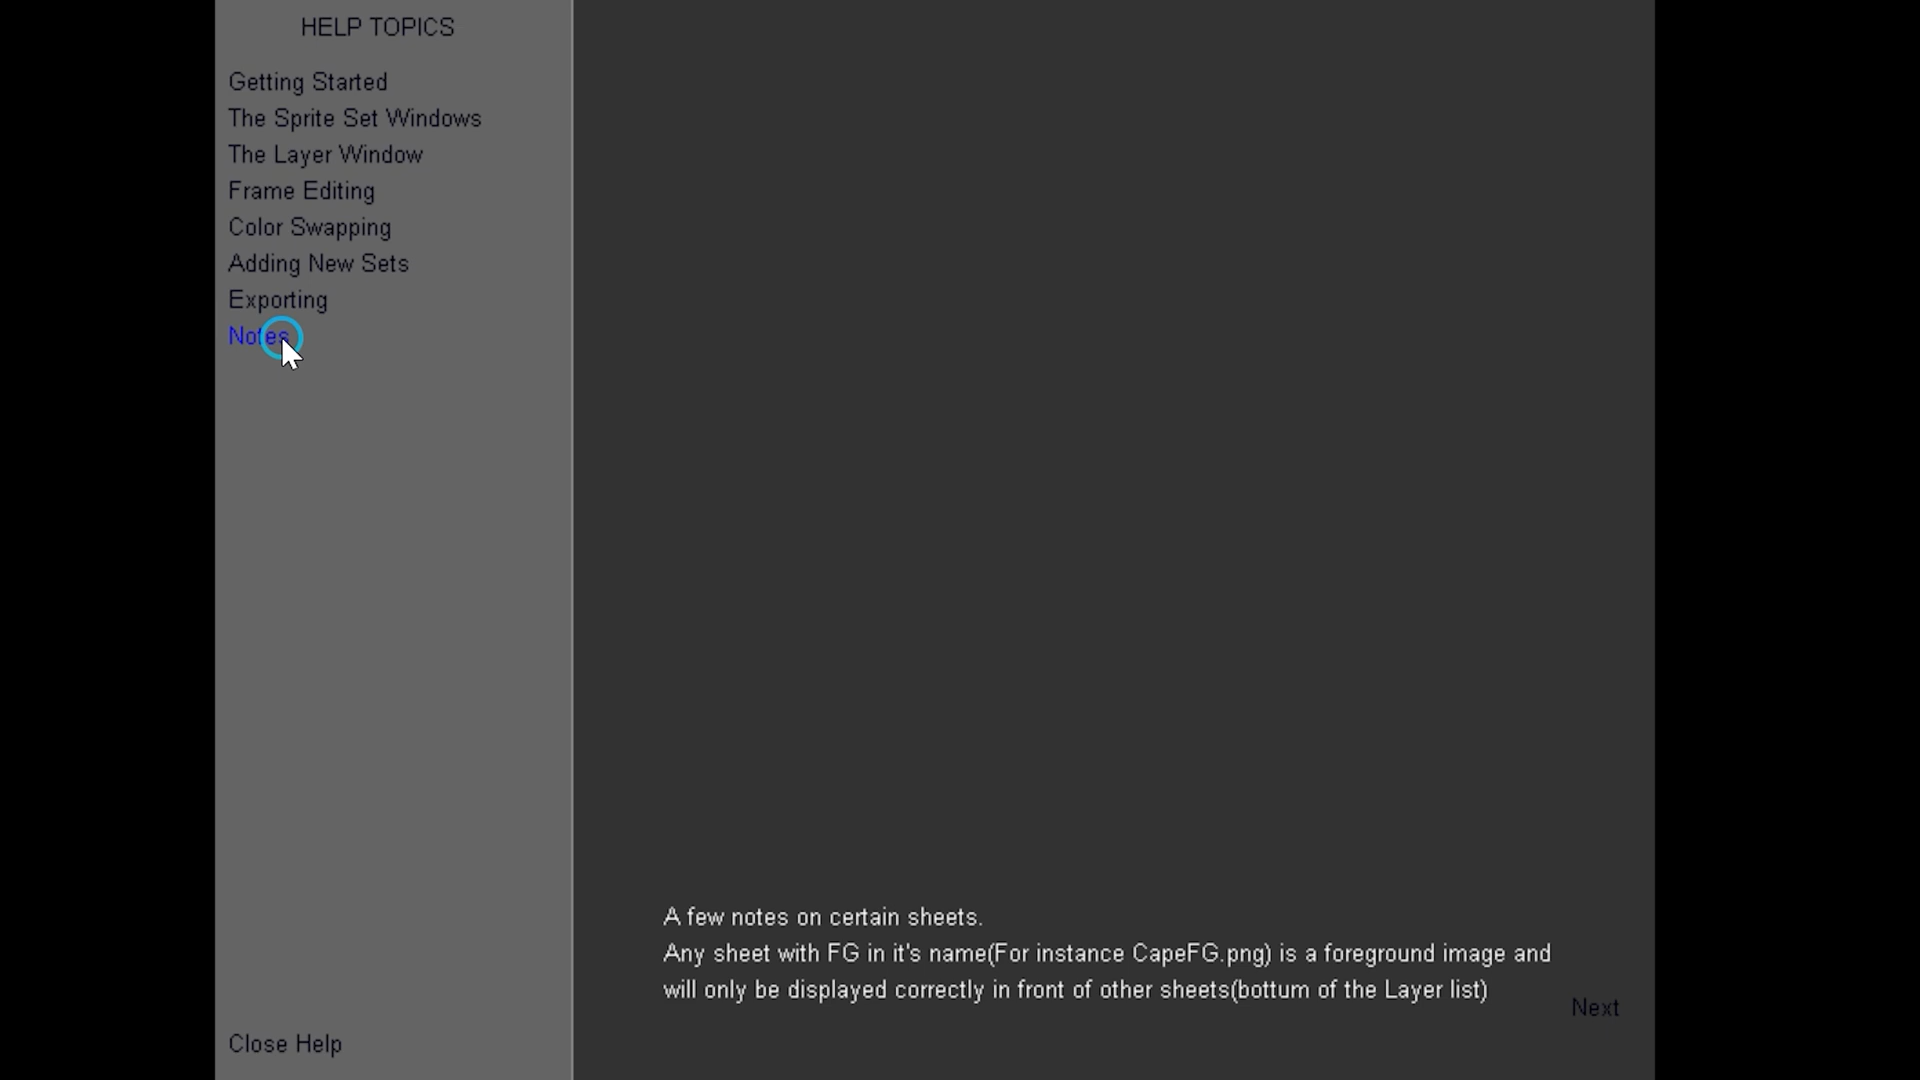 HELP TOPICS
Getting Started
The Sprite Set Windows
The Layer Window
Frame Editing
Color Swapping
Adding New Sets
Exporting
Notes
Close Help
A few notes on certain sheets.
Any sheet with FG in it's name(For instance CapeFG.png) is a foreground image and
will only be displayed correctly in front of other sheets(bottum of the Layer list)
Next